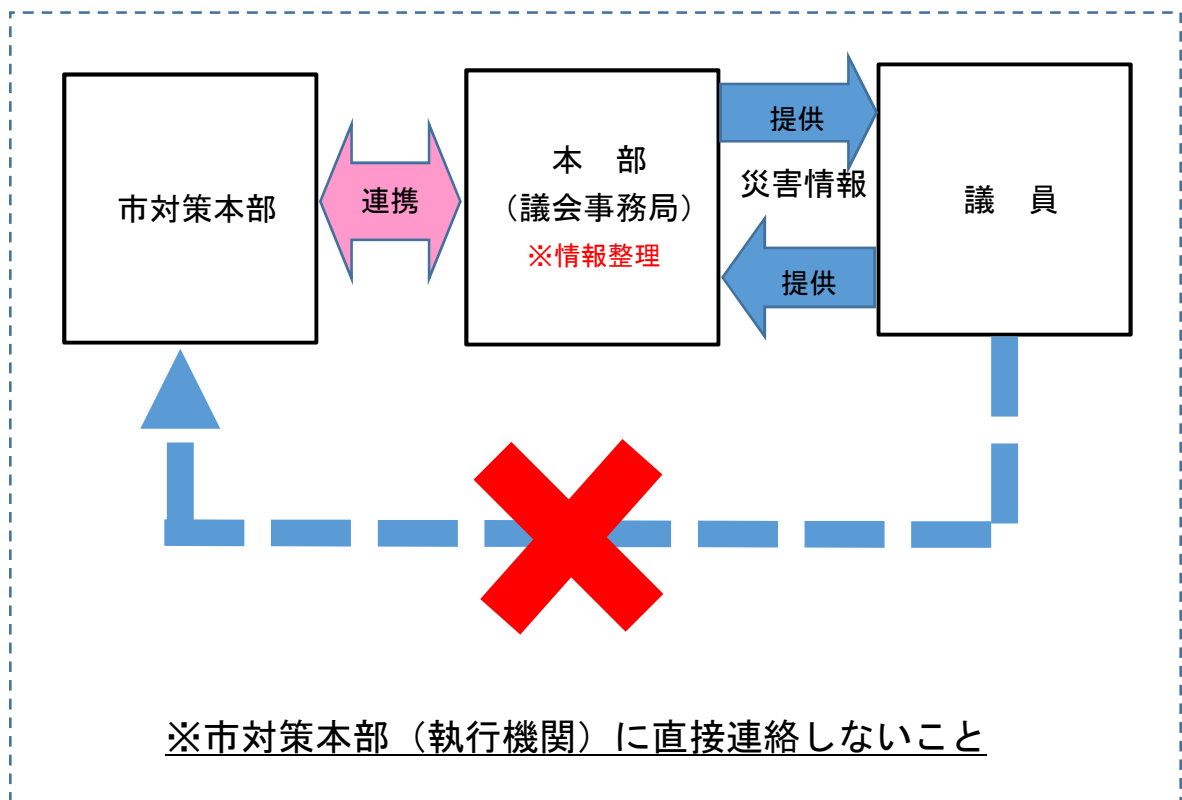 市対策本部
連携
本　部
（議会事務局）
※情報整理
提供
災害情報
提供
議　員
※市対策本部（執行機関）に直接連絡しないこと